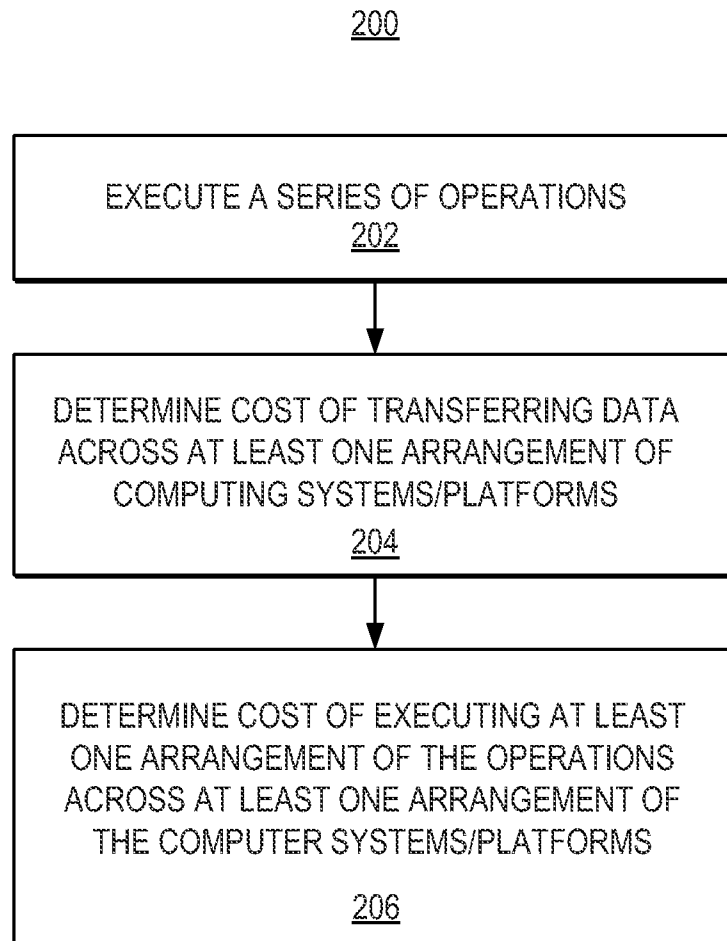 200
EXECUTE A SERIES OF OPERATIONS
202
DETERMINE COST OF TRANSFERRING DATA
ACROSS AT LEAST ONE ARRANGEMENT OF
COMPUTING SYSTEMS/PLATFORMS
204
DETERMINE COST OF EXECUTING AT LEAST
ONE ARRANGEMENT OF THE OPERATIONS
ACROSS AT LEAST ONE ARRANGEMENT OF
THE COMPUTER SYSTEMS/PLATFORMS
206